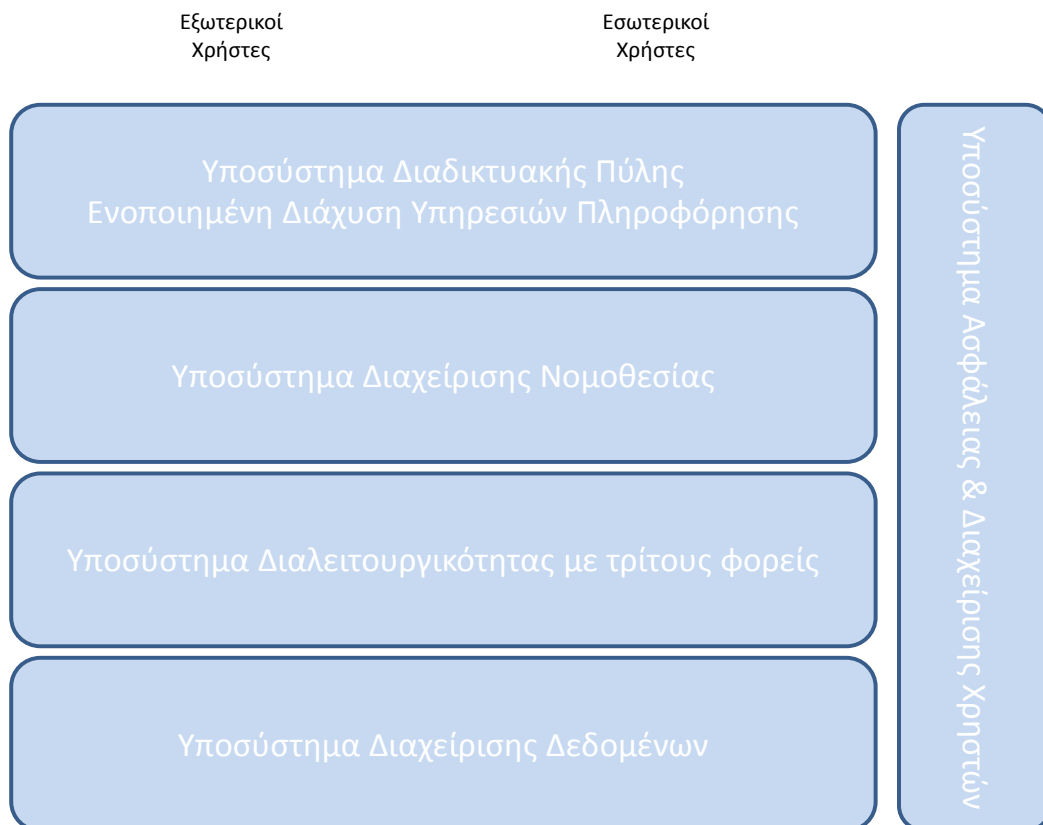 Εξωτερικοί
Χρήστες
Εσωτερικοί
Χρήστες
Υποσύστημα Διαδικτυακής Πύλης
Ενοποιημένη Διάχυση Υπηρεσιών Πληροφόρησης
Υποσύστημα Διαχείρισης Νομοθεσίας
Υποσύστημα Διαλειτουργικότητας με τρίτους φορείς
Υποσύστημα Διαχείρισης Δεδομένων
Υποσύστημα Ασφάλειας & Διαχείρισης Χρηστών